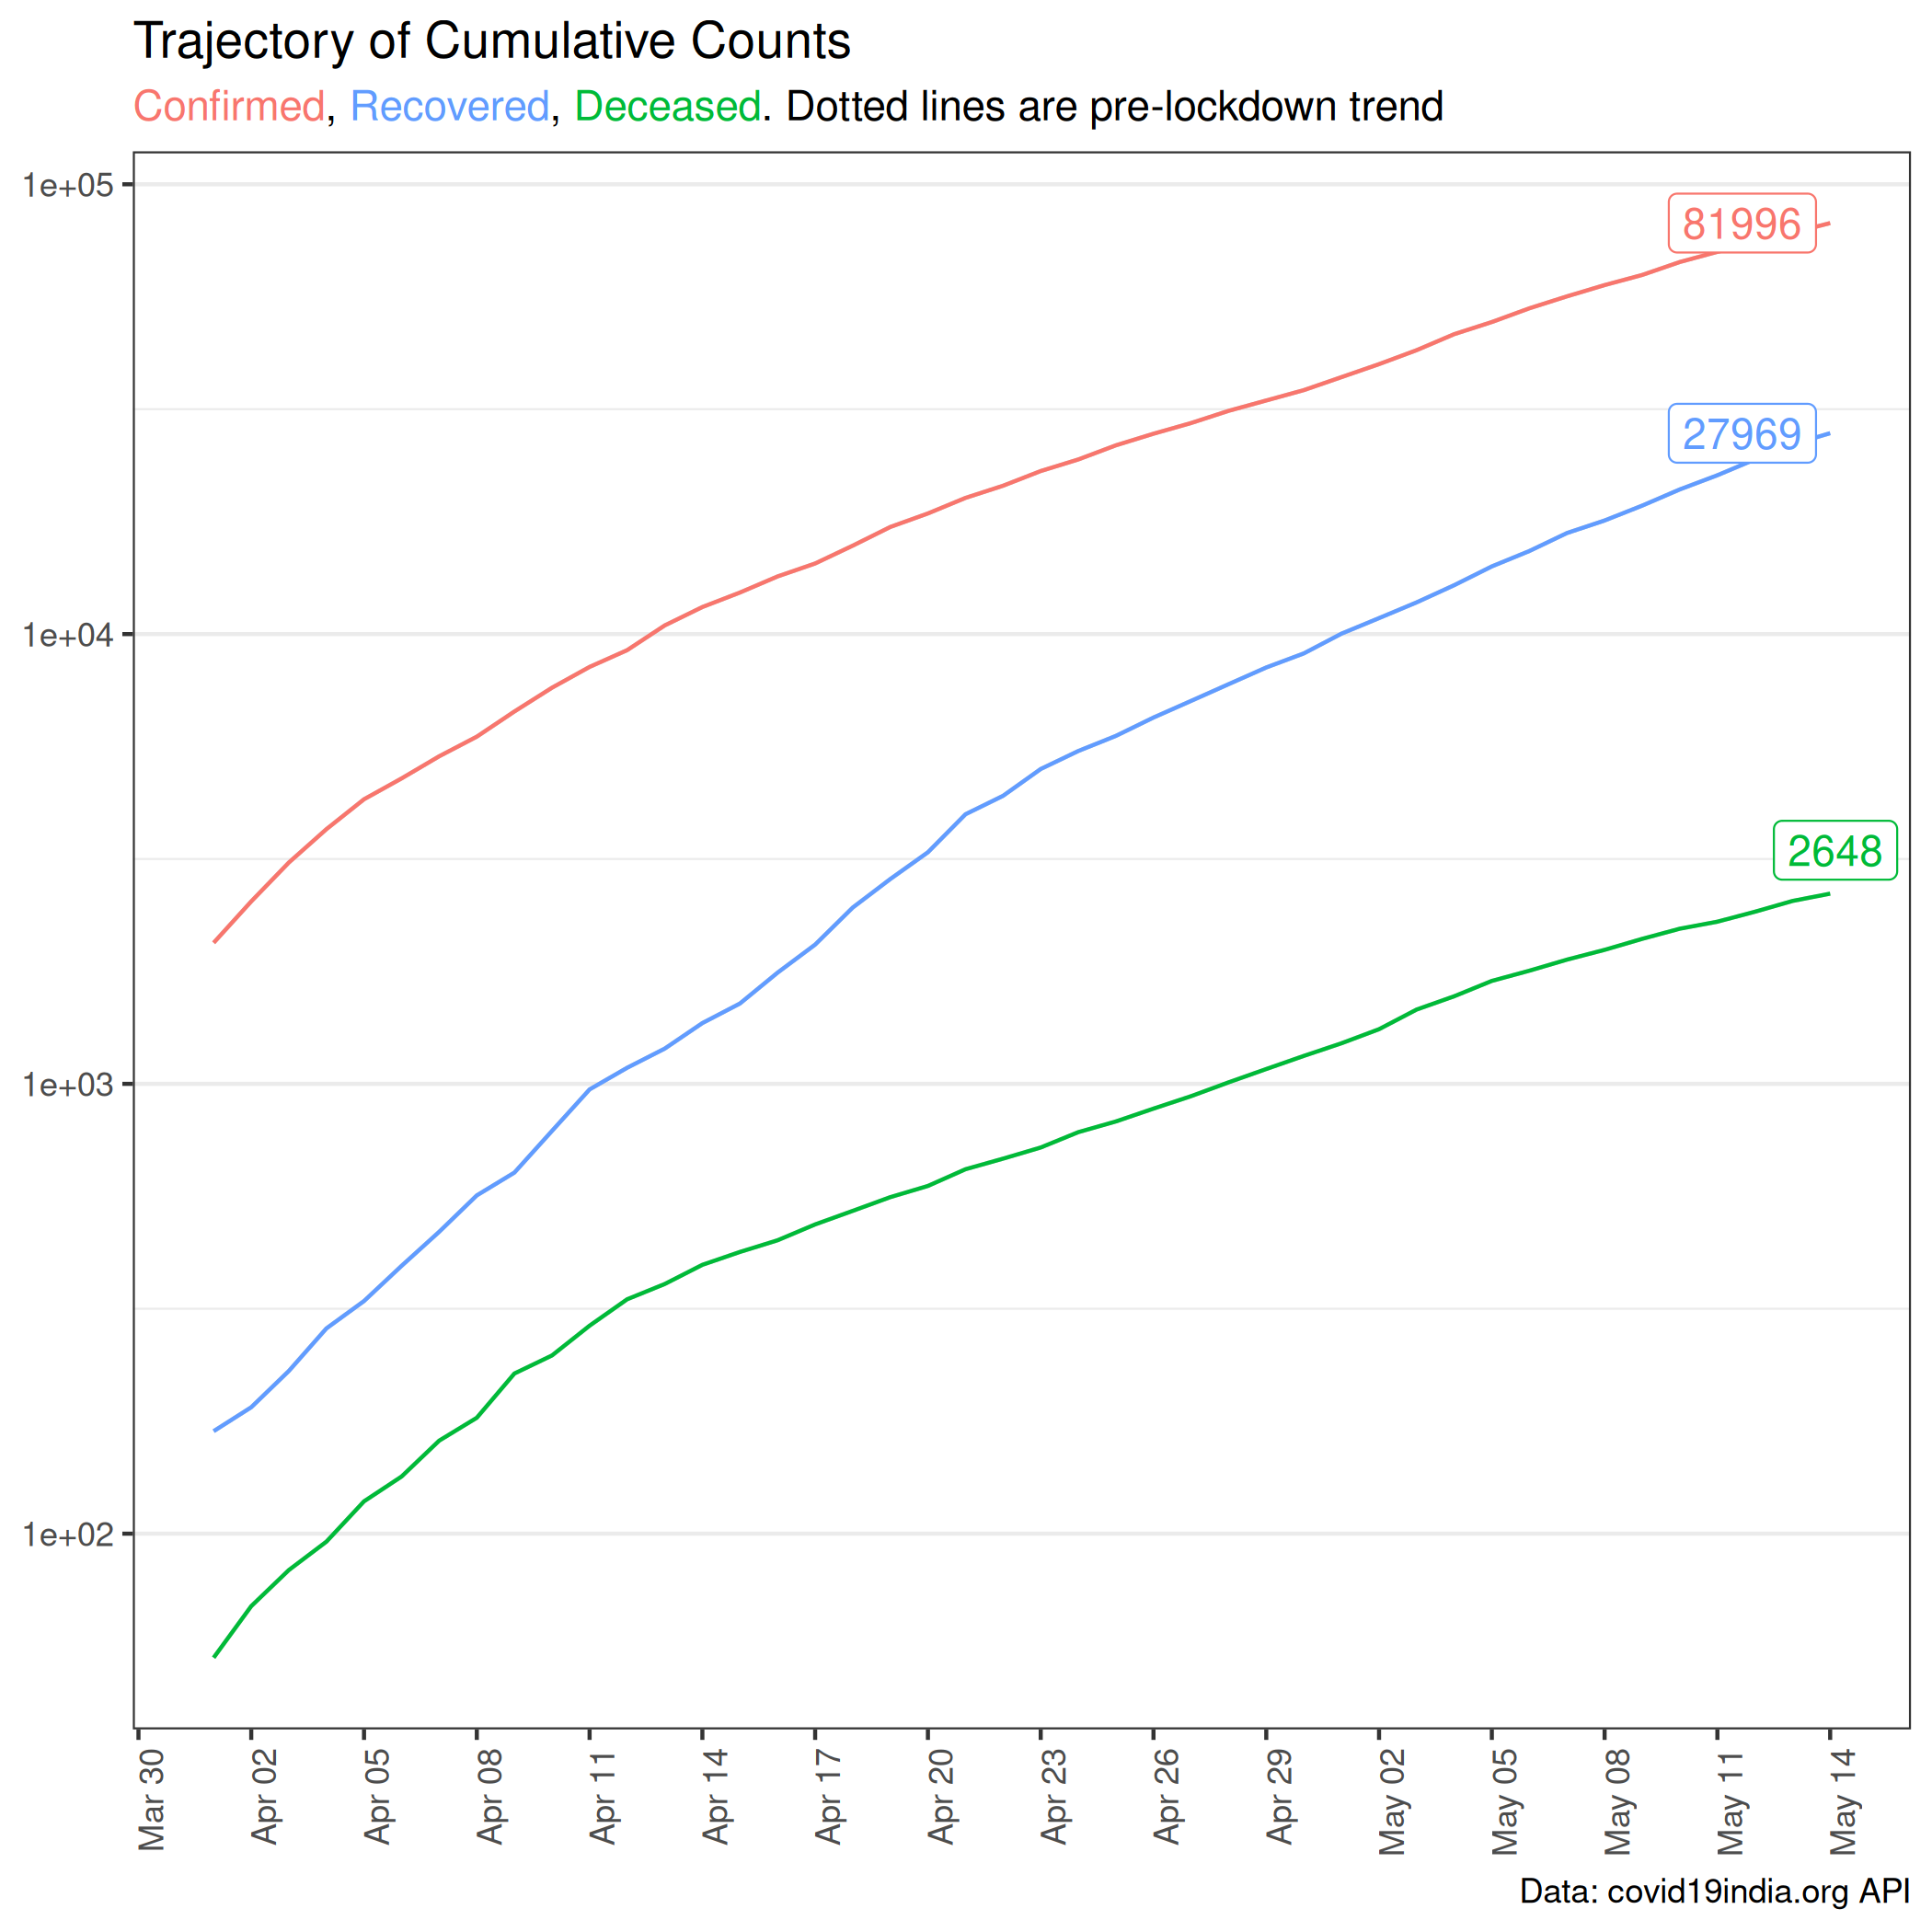 Trajectory of Cumulative Counts
Confirmed, Recovered, Deceased. Dotted lines are pre-lockdown trend
1e+05
81996
27969
1e+04
2648
1e+03
1e+02
Mar 30
Apr 02
Apr 05
Apr 08
Apr 11
Apr 14
Apr 17
Apr 20
Apr 23
Apr 26
Apr 29
May 02
May 05
May 08
May 11
May 14
Data: covid19india.org API